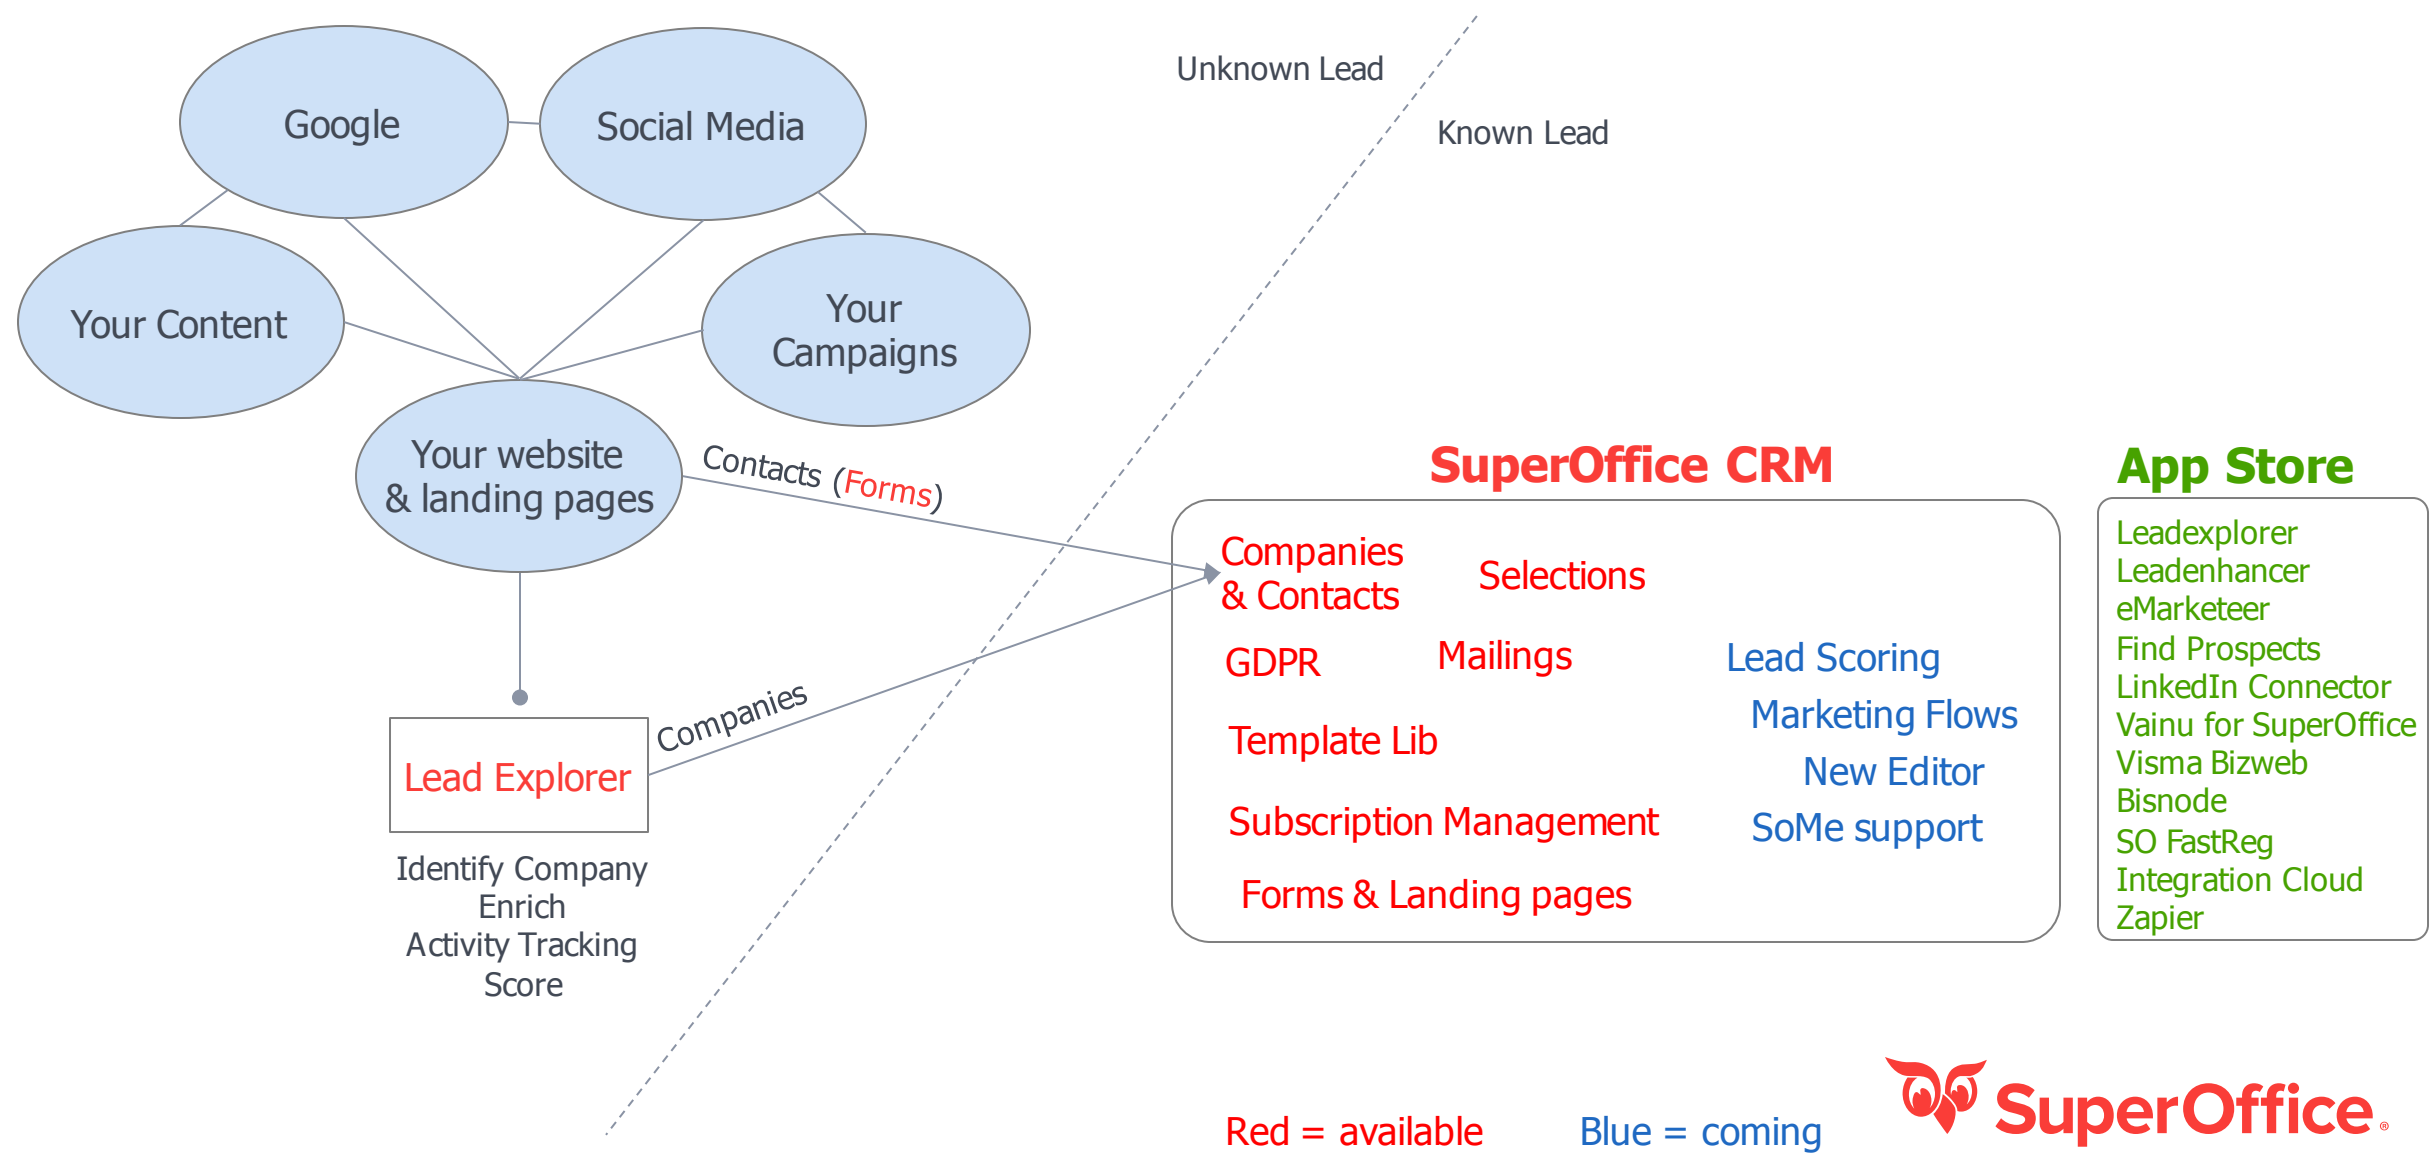 Google
Social Media
Unknown Lead
Known Lead
Your Content
Your
Campaigns
Your website
& landing pages
Contacts (Forms)
Companies
Lead Explorer
Identify Company
Enrich
Activity Tracking
Score
SuperOffice CRM
Companies
& Contacts
Selections
GDPR
Mailings
Lead Scoring
Marketing Flows
Template Lib
New Editor
Subscription Management
SoMe support
Forms & Landing pages
App Store
Leadexplorer
Leadenhancer
eMarketeer
Find Prospects
LinkedIn Connector
Vainu for SuperOffice
Visma Bizweb
Bisnode
SO FastReg
Integration Cloud
Zapier
Red = available
Blue = coming
SuperOffice®